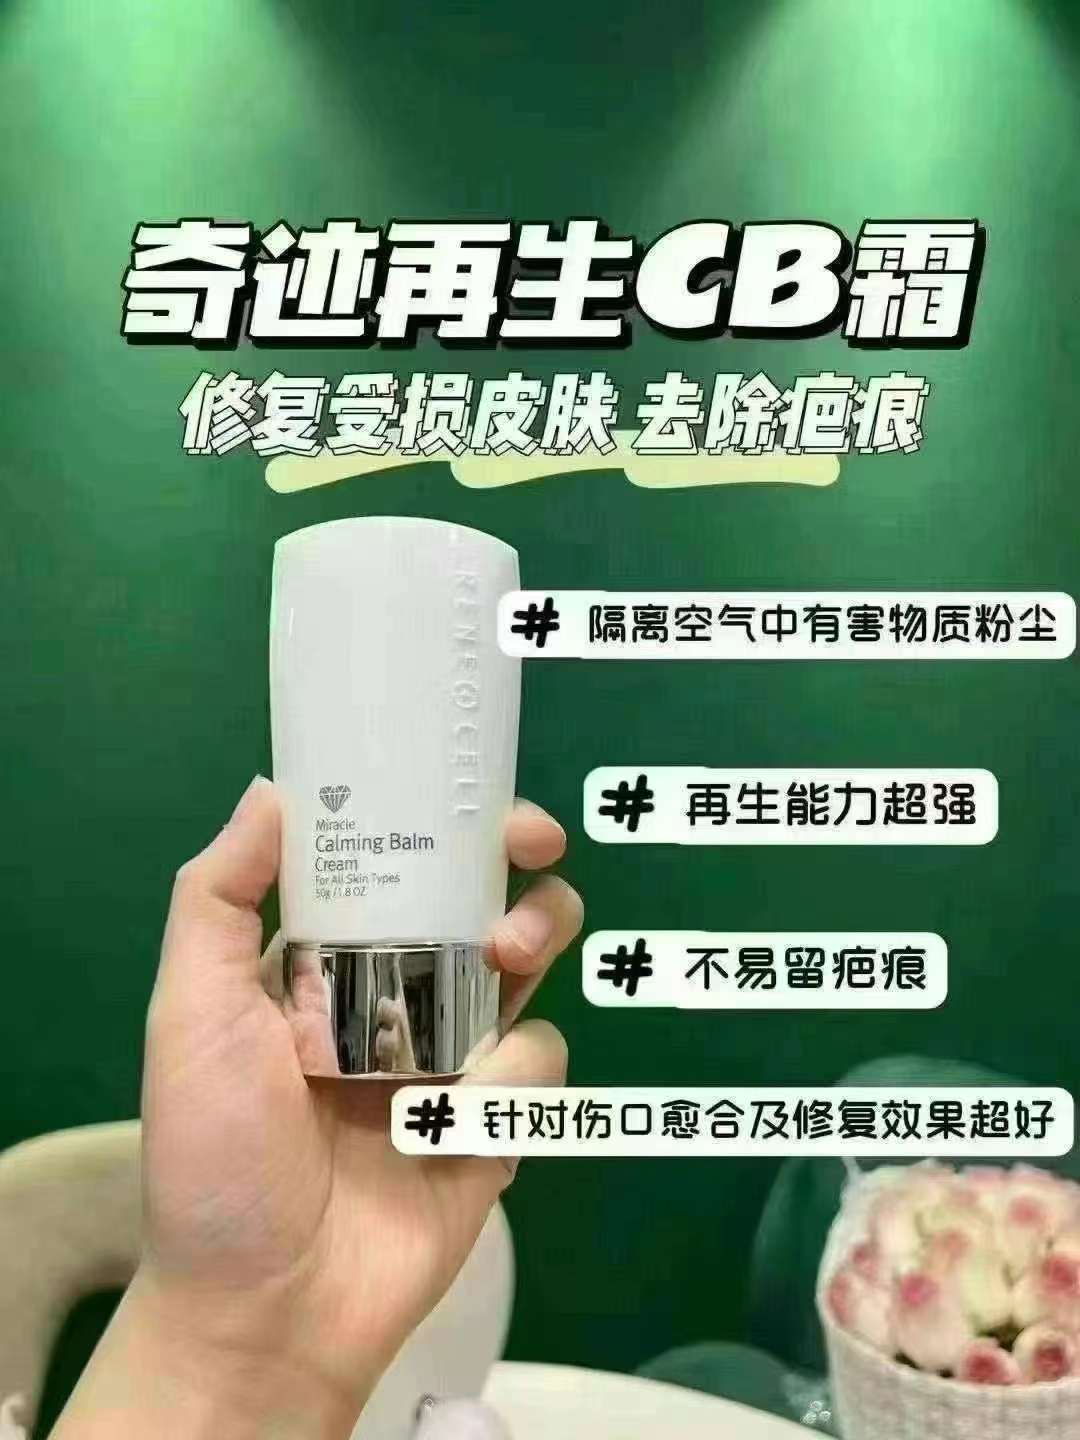 奇迹再生CB霜
修复受损皮肤 去除疤痕
RENE CELL
# 隔离空气中有害物质粉尘
# 再生能力超强
Miracle
Calming Balm
Cream
For All Skin Types
50g /1.8 OZ
# 不易留疤痕
# 针对伤口愈合及修复效果超好